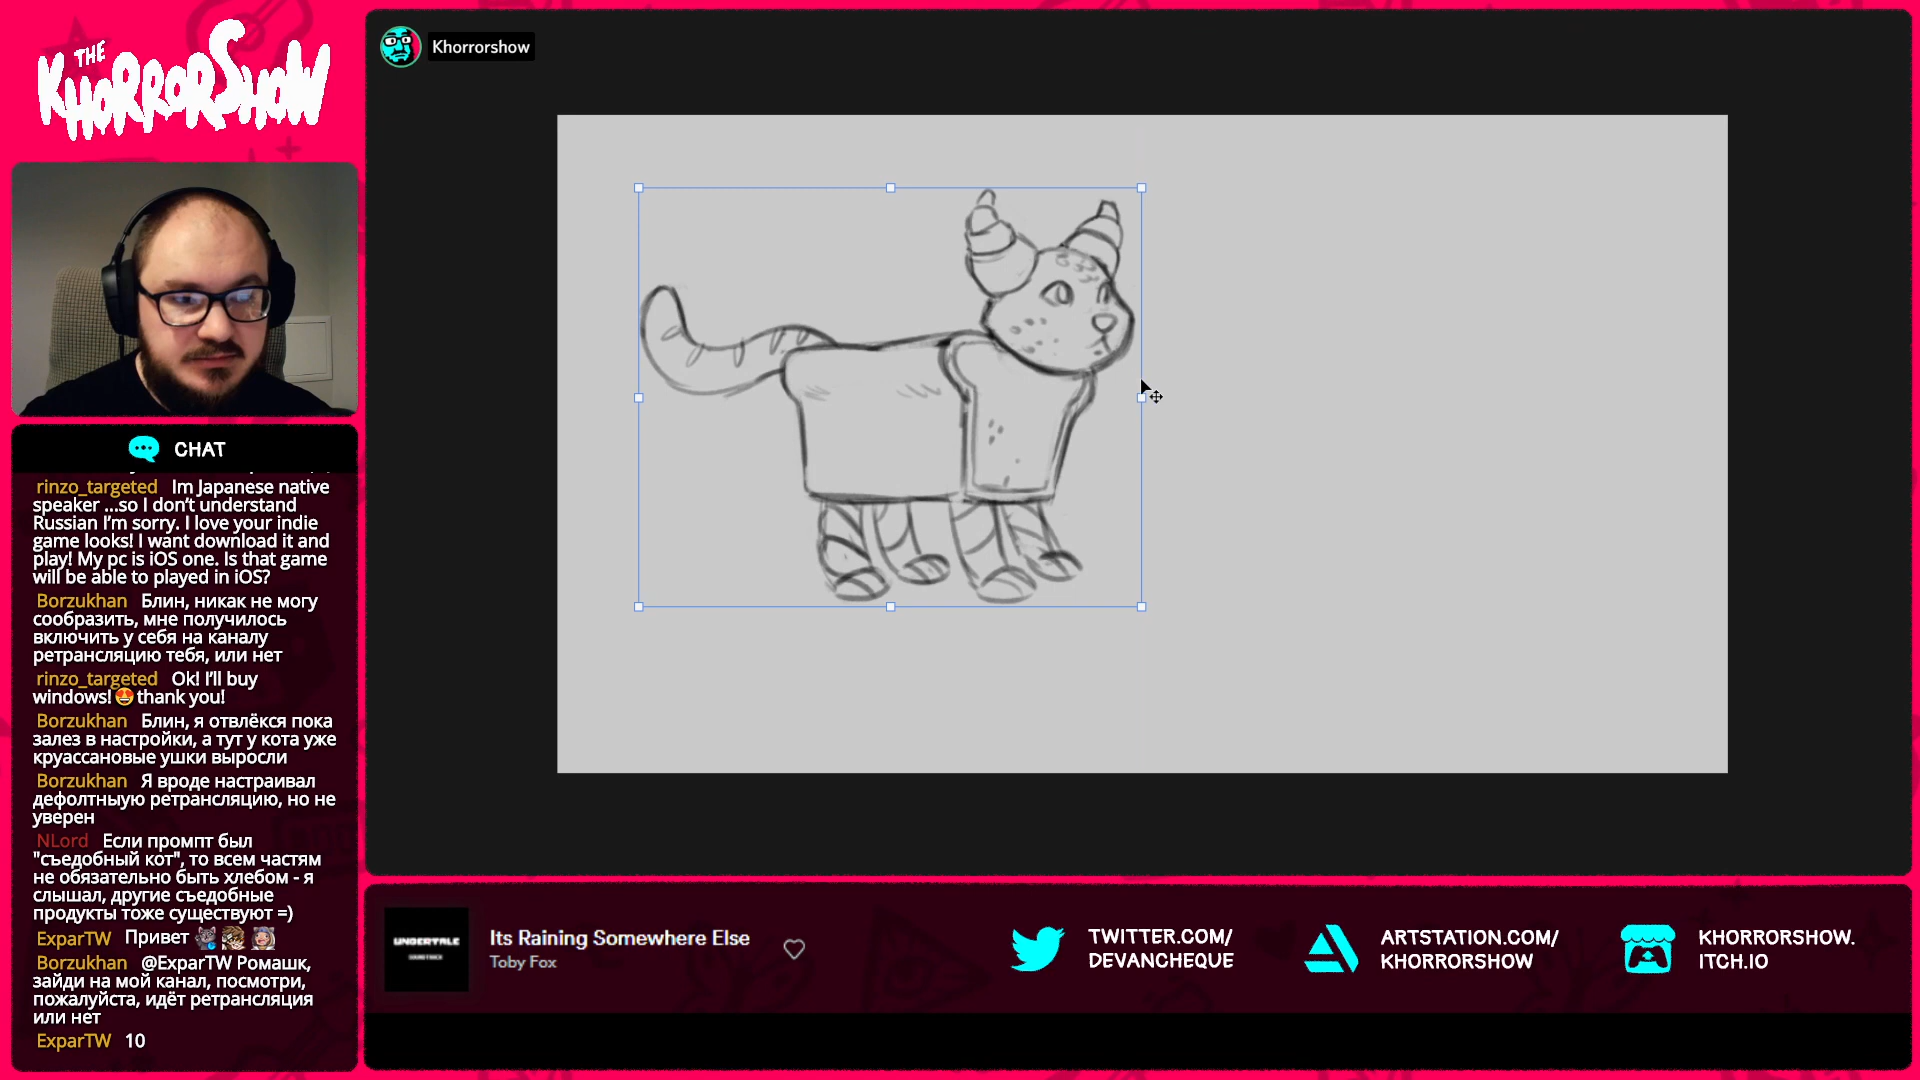 THE
KHORRORSHOW
Khorrorshow
CHAT
rinzo_targeted Im Japanese native
speaker ...so I don't understand
Russian I'm sorry. I love your indie
game looks! I want download it and
play! My pc is iOS one. Is that game
will be able to played in iOS?
Borzukhan Блин, никак не могу
сообразить, мне получилось
включить у себя на каналу
ретрансляцию тебя, или нет
rinzo_targeted Ok! I'll buy
windows!😍thank you!
Borzukhan Блин, я отвлёкся пока
залез в настройки, а тут у кота уже
круассановые ушки выросли
Borzukhan Я вроде настраивал
дефолтныую ретрансляцию, но не
уверен
NLord Если промпт был
"съедобный кот", то всем частям
не обязательно быть хлебом - я
слышал, другие съедобные
продукты тоже существуют =)
ExparTW Привет
Borzukhan @ExparTW Ромашк,
зайди на мой канал, посмотри,
пожалуйста, идёт ретрансляция
или нет
ExparTW 10
UNDERTALE
SOUNDTRACK
Its Raining Somewhere Else
Toby Fox
TWITTER.COM/
DEVANCHEQUE
ARTSTATION.COM/
KHORRORSHOW
KHORRORSHOW.
ITCH.IO